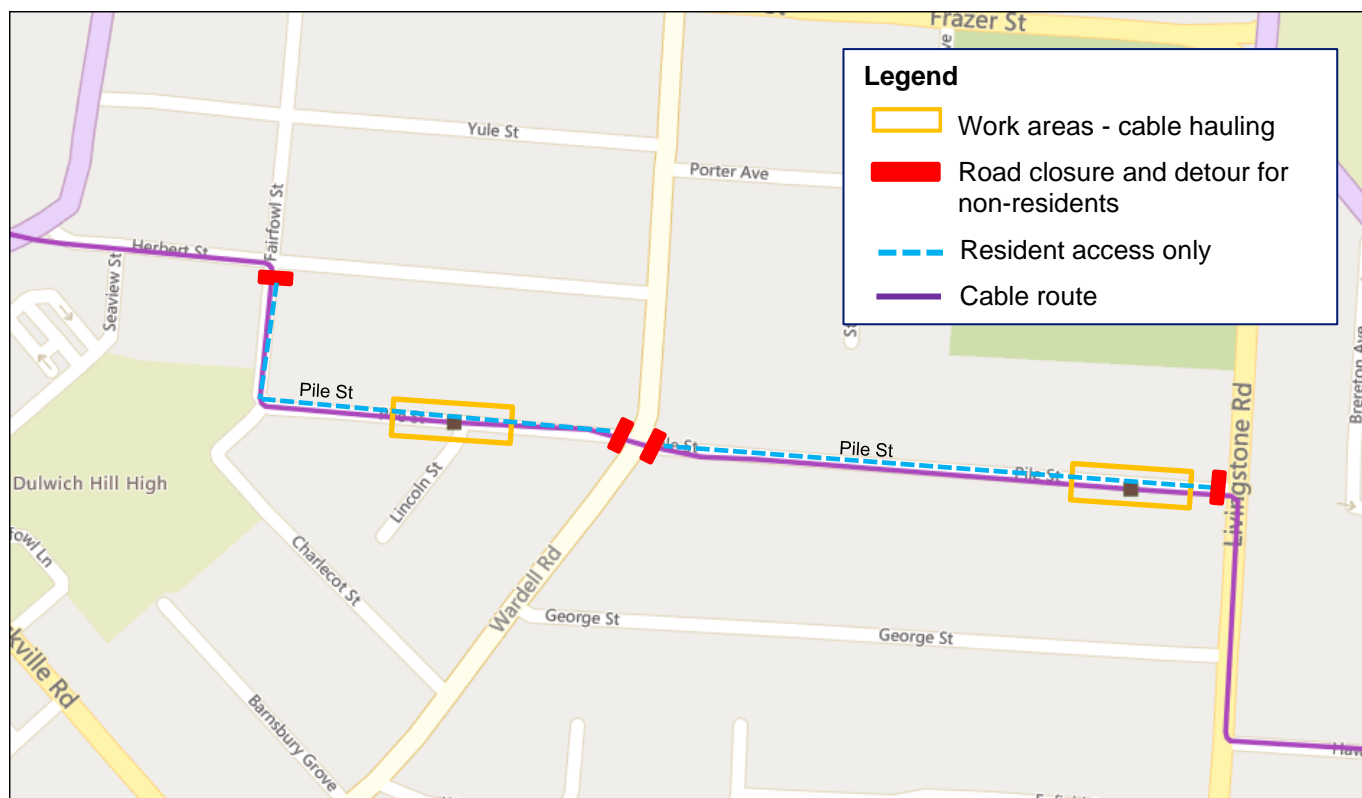 Frazer St
Legend
Work areas - cable hauling
Road closure and detour for
non-residents
Resident access only
Cable route
Yule St
Porter Ave
Fairfowl St
Herbert St
Seaview St
Pile St
Pile St
Pile St
Lincoln St
Dulwich Hill High
Charlecot St
Wardell Rd
Livingstone Rd
Brereton Ave
George St
George St
Barnsbury Grove